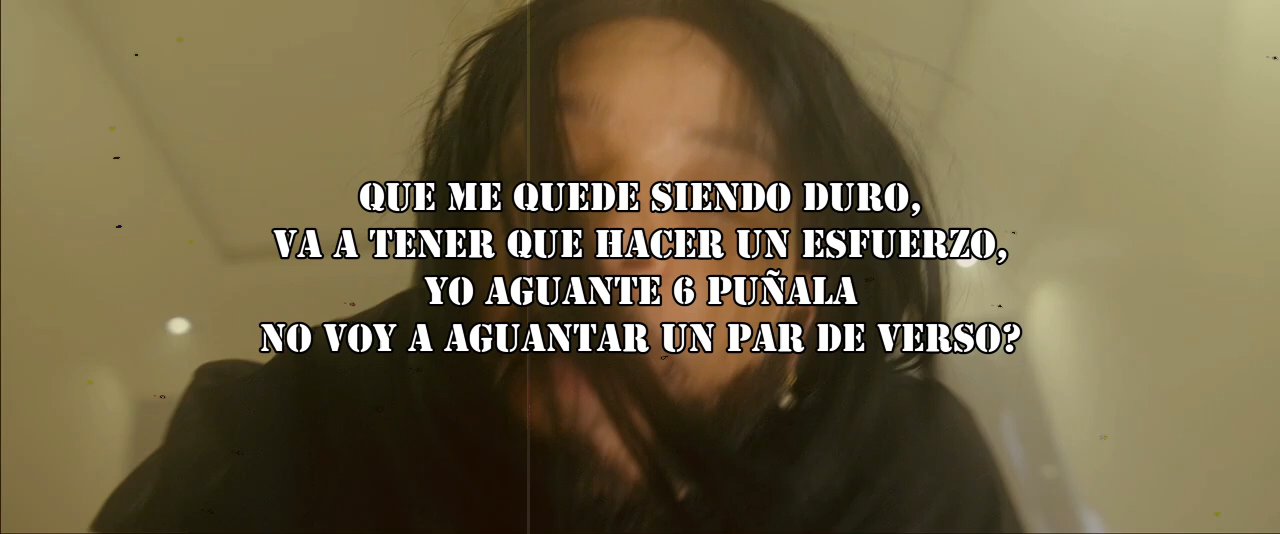 QUE ME QUEDE SIENDO DURO,
VA A TENER QUE HACER UN ESFUERZO,
YO AGUANTE 6 PUÑALA
NO VOY A AGUANTAR UN PAR DE VERSO?